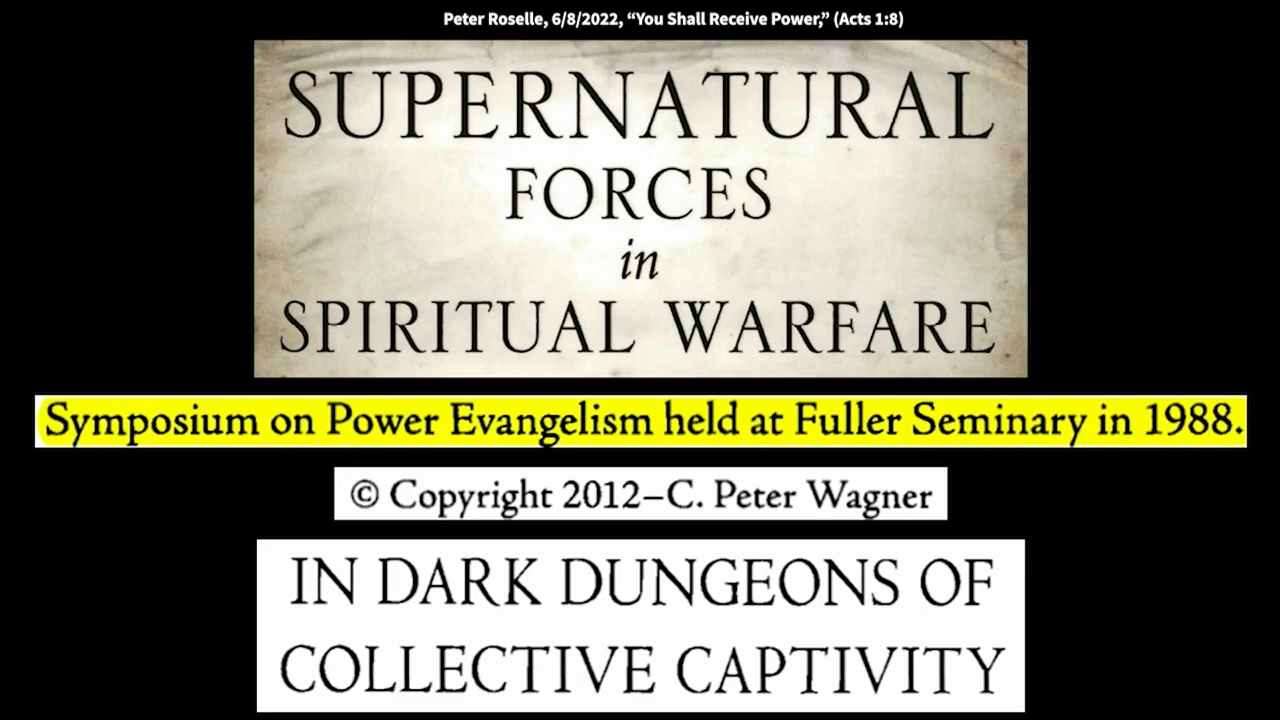 Peter Roselle, 6/8/2022, “You Shall Receive Power,” (Acts 1:8)
SUPERNATURAL
FORCES
in
SPIRITUAL WARFARE
Symposium on Power Evangelism held at Fuller Seminary in 1988.
© Copyright 2012–C. Peter Wagner
IN DARK DUNGEONS OF
COLLECTIVE CAPTIVITY